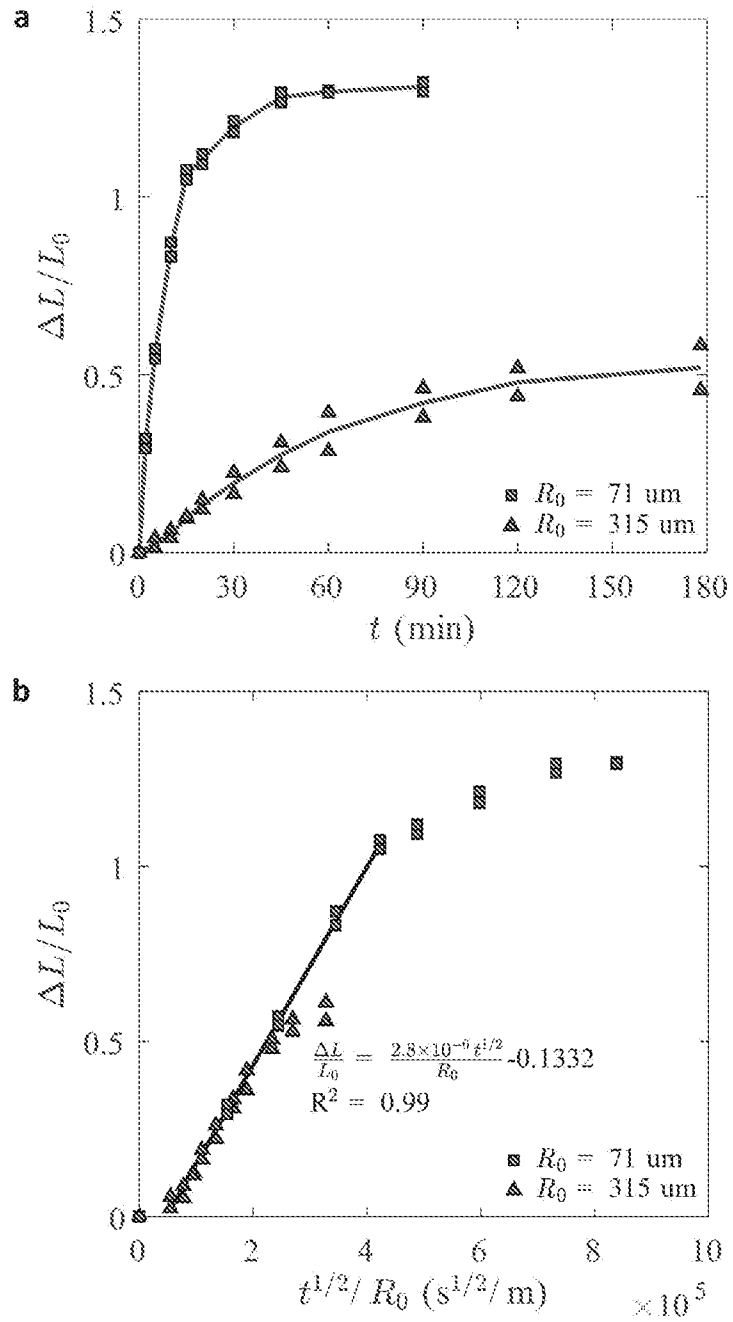 a
1.5
1
0.5
0
ΔL/L₀
0 30 60 90 120 150 180
t (min)
R₀ = 71 um
R₀ = 315 um
b
1.5
1
0.5
0
ΔL/L₀
ΔL/L₀ = 2.8×10⁻⁶ t^1/2/R₀ -0.1332
R² = 0.99
R₀ = 71 um
R₀ = 315 um
0 2 4 6 8 10
t^1/2/R₀ (s^1/2/m)
×10⁵